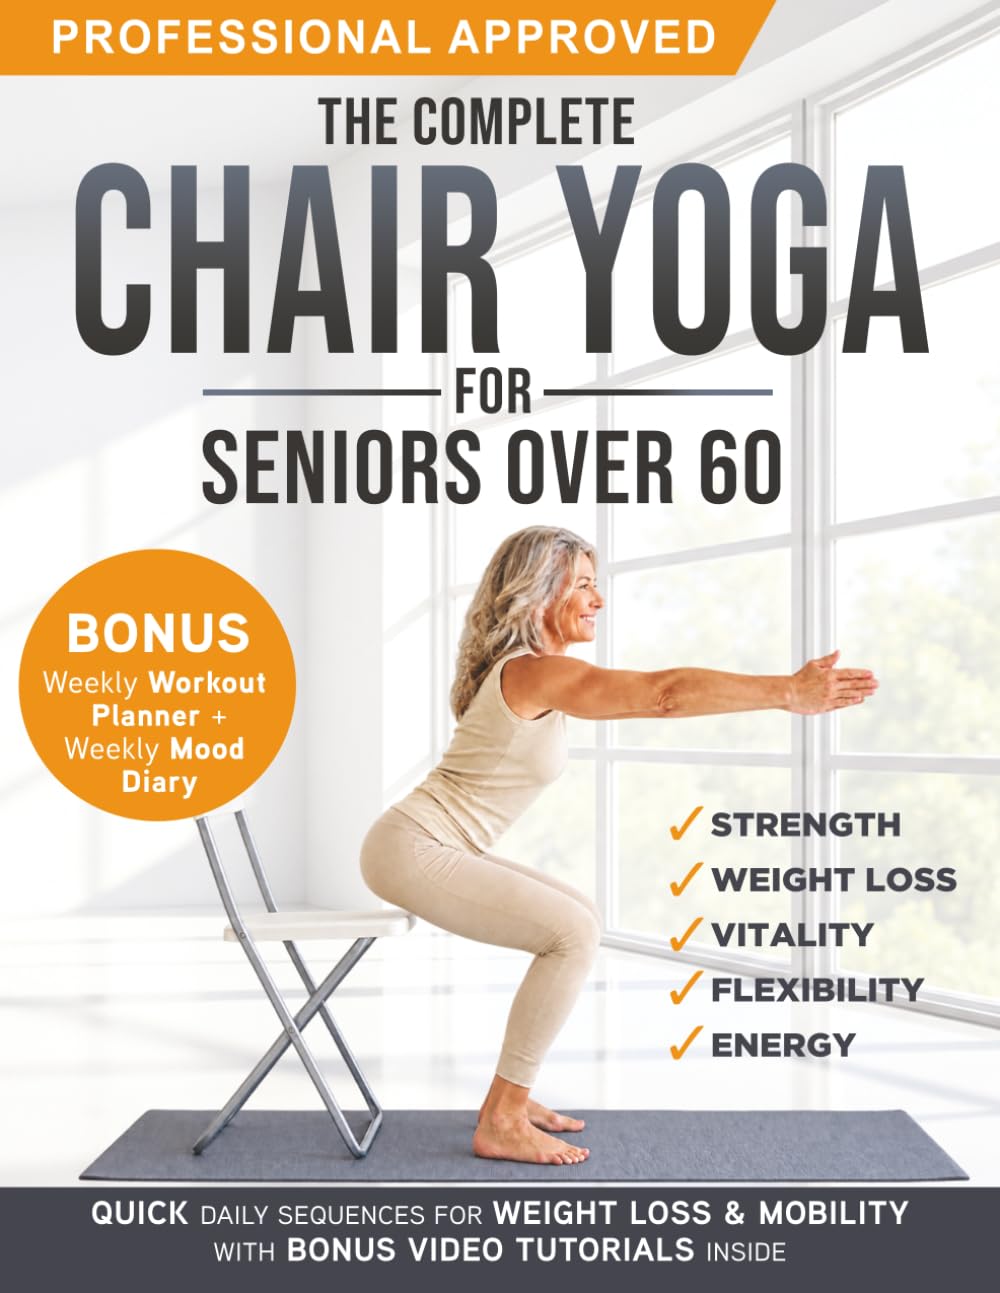 PROFESSIONAL APPROVED
THE COMPLETE
CHAIR YOGA
FOR
SENIORS OVER 60
BONUS
Weekly Workout
Planner +
Weekly Mood
Diary
✓ STRENGTH
✓ WEIGHT LOSS
✓ VITALITY
✓ FLEXIBILITY
✓ ENERGY
QUICK DAILY SEQUENCES FOR WEIGHT LOSS & MOBILITY
WITH BONUS VIDEO TUTORIALS INSIDE